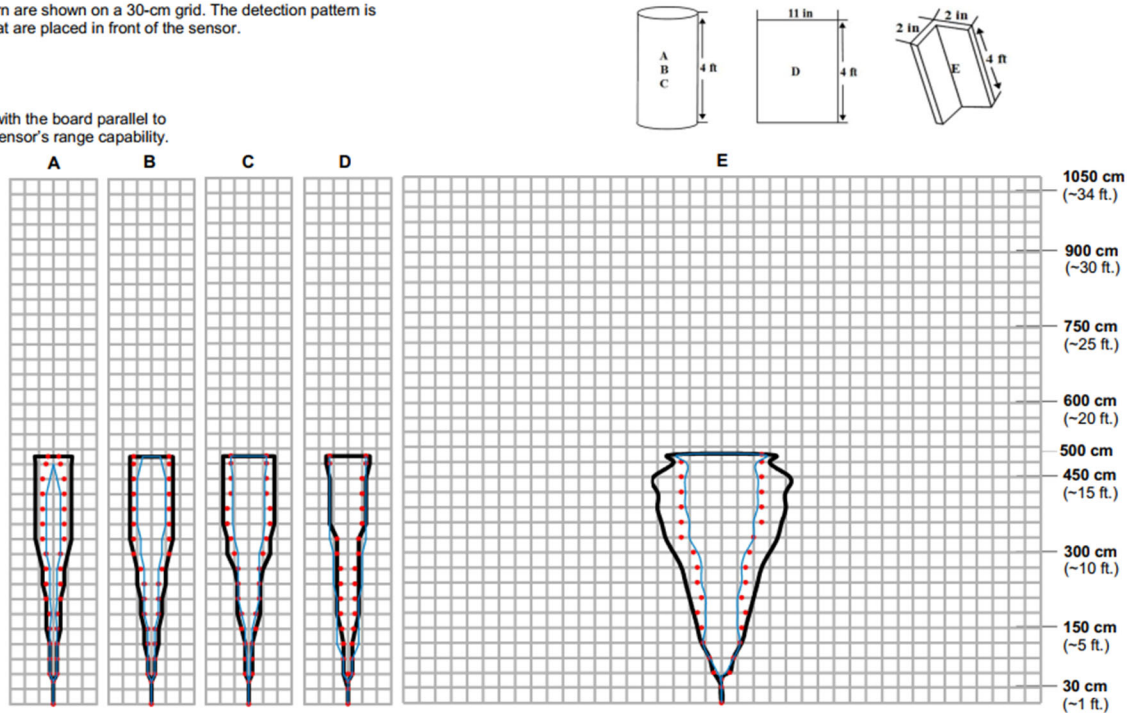 rn are shown on a 30-cm grid. The detection pattern is
at are placed in front of the sensor.
with the board parallel to
ensor's range capability.
A
B
C
4 ft
11 in
D
4 ft
2 in
2 in
E
4 ft
A
B
C
D
E
1050 cm
(~34 ft.)
900 cm
(~30 ft.)
750 cm
(~25 ft.)
600 cm
(~20 ft.)
500 cm
450 cm
(~15 ft.)
300 cm
(~10 ft.)
150 cm
(~5 ft.)
30 cm
(~1 ft.)